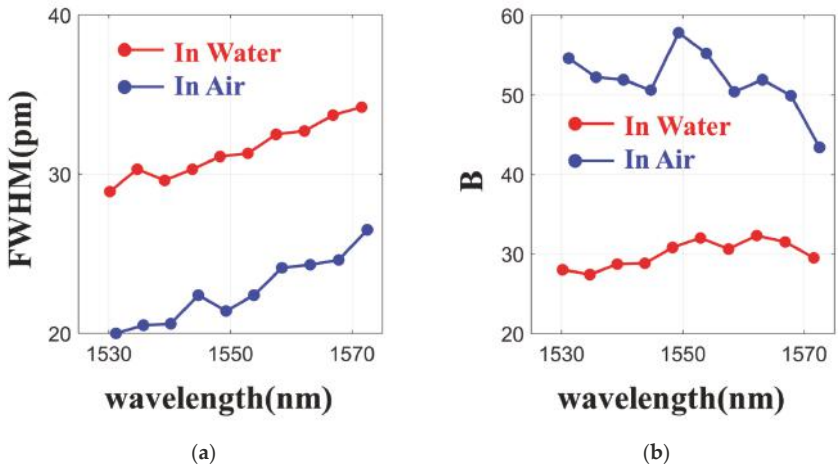 40
30
20
FWHM(pm)
In Water
In Air
1530
1550
1570
wavelength(nm)
(a)
60
50
40
30
20
B
In Water
In Air
1530
1550
1570
wavelength(nm)
(b)